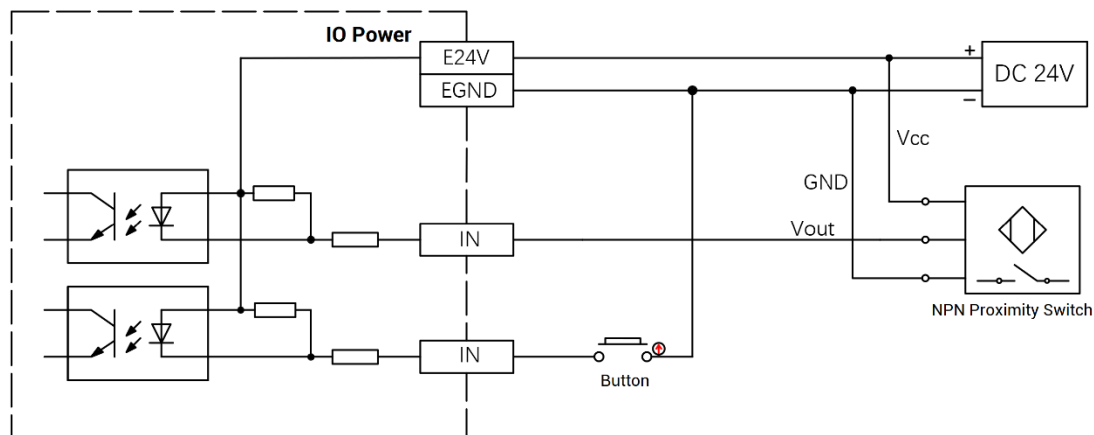 IO Power
E24V
EGND
+
−
DC 24V
Vcc
GND
Vout
IN
NPN Proximity Switch
IN
Button